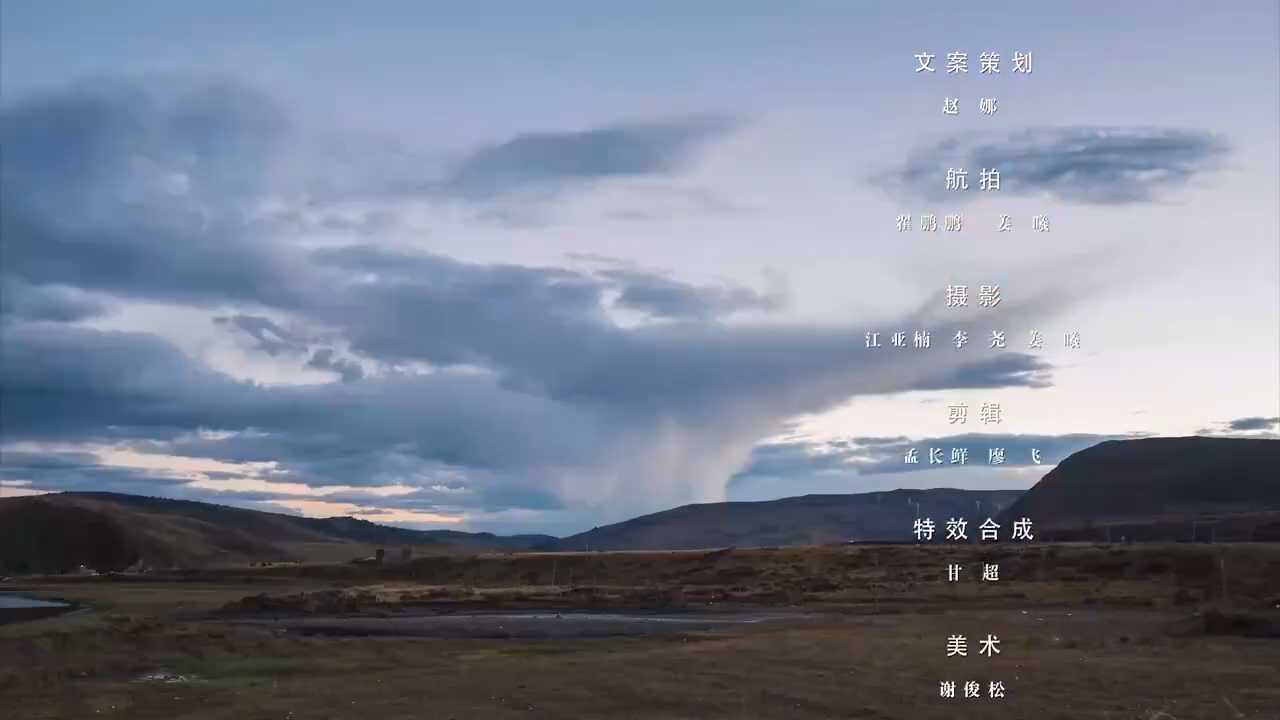 文案策划
赵 娜
航拍
翟鹏鹏 姜 曦
摄影
江亚楠 李 尧 姜 曦
剪辑
孟长鲜 廖 飞
特效合成
甘 超
美术
谢俊松